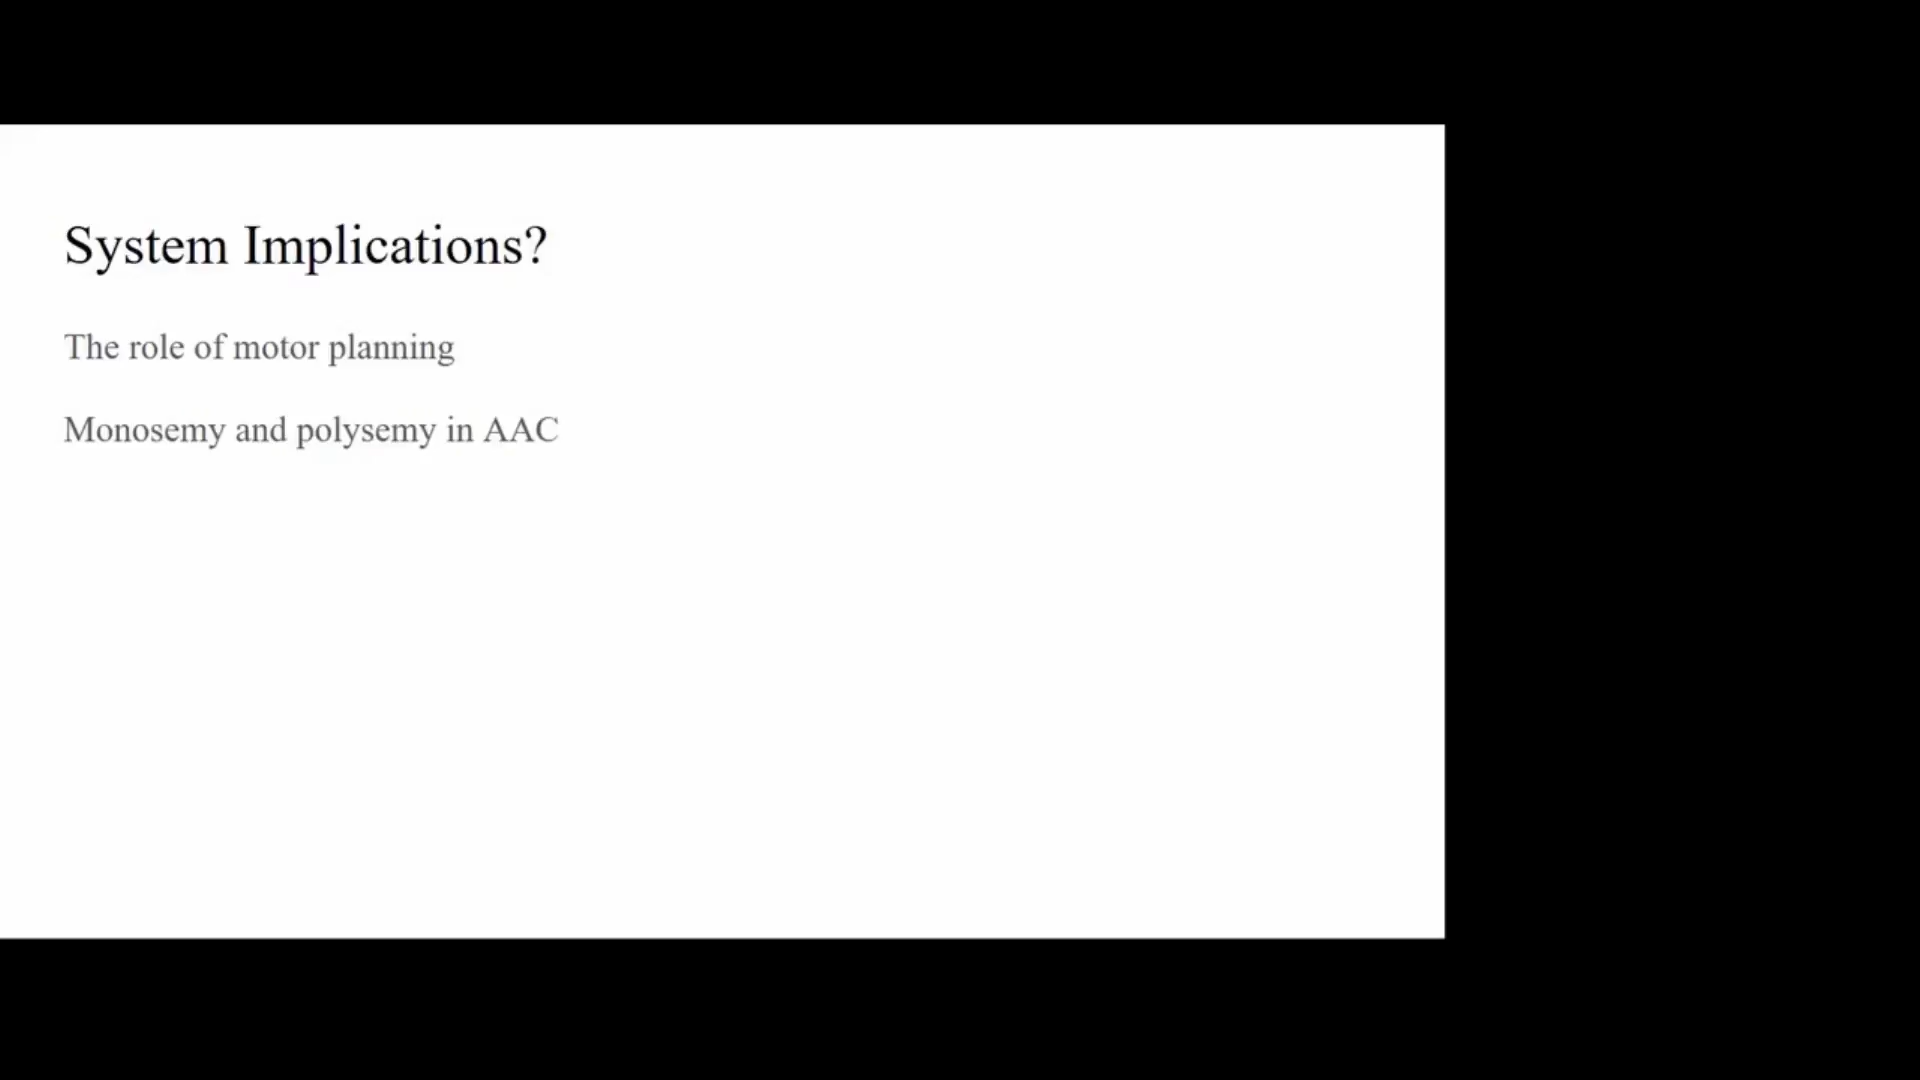 System Implications?
The role of motor planning
Monosemy and polysemy in AAC